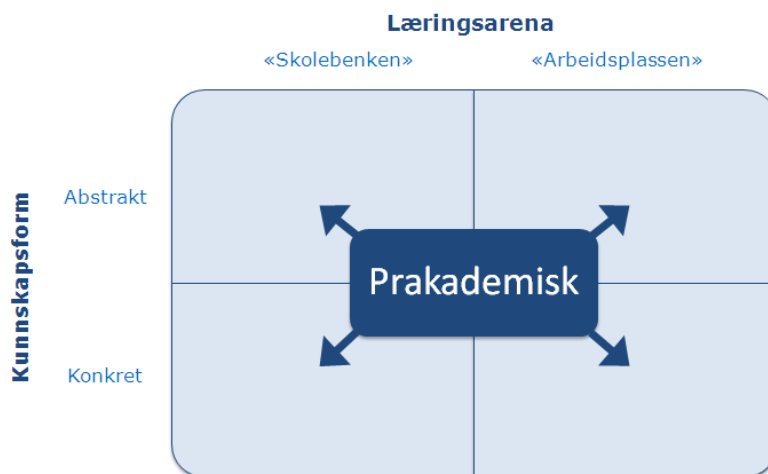 Læringsarena
«Skolebenken» «Arbeidsplassen»
Abstrakt
Kunnskapsform
Prakademisk
Konkret